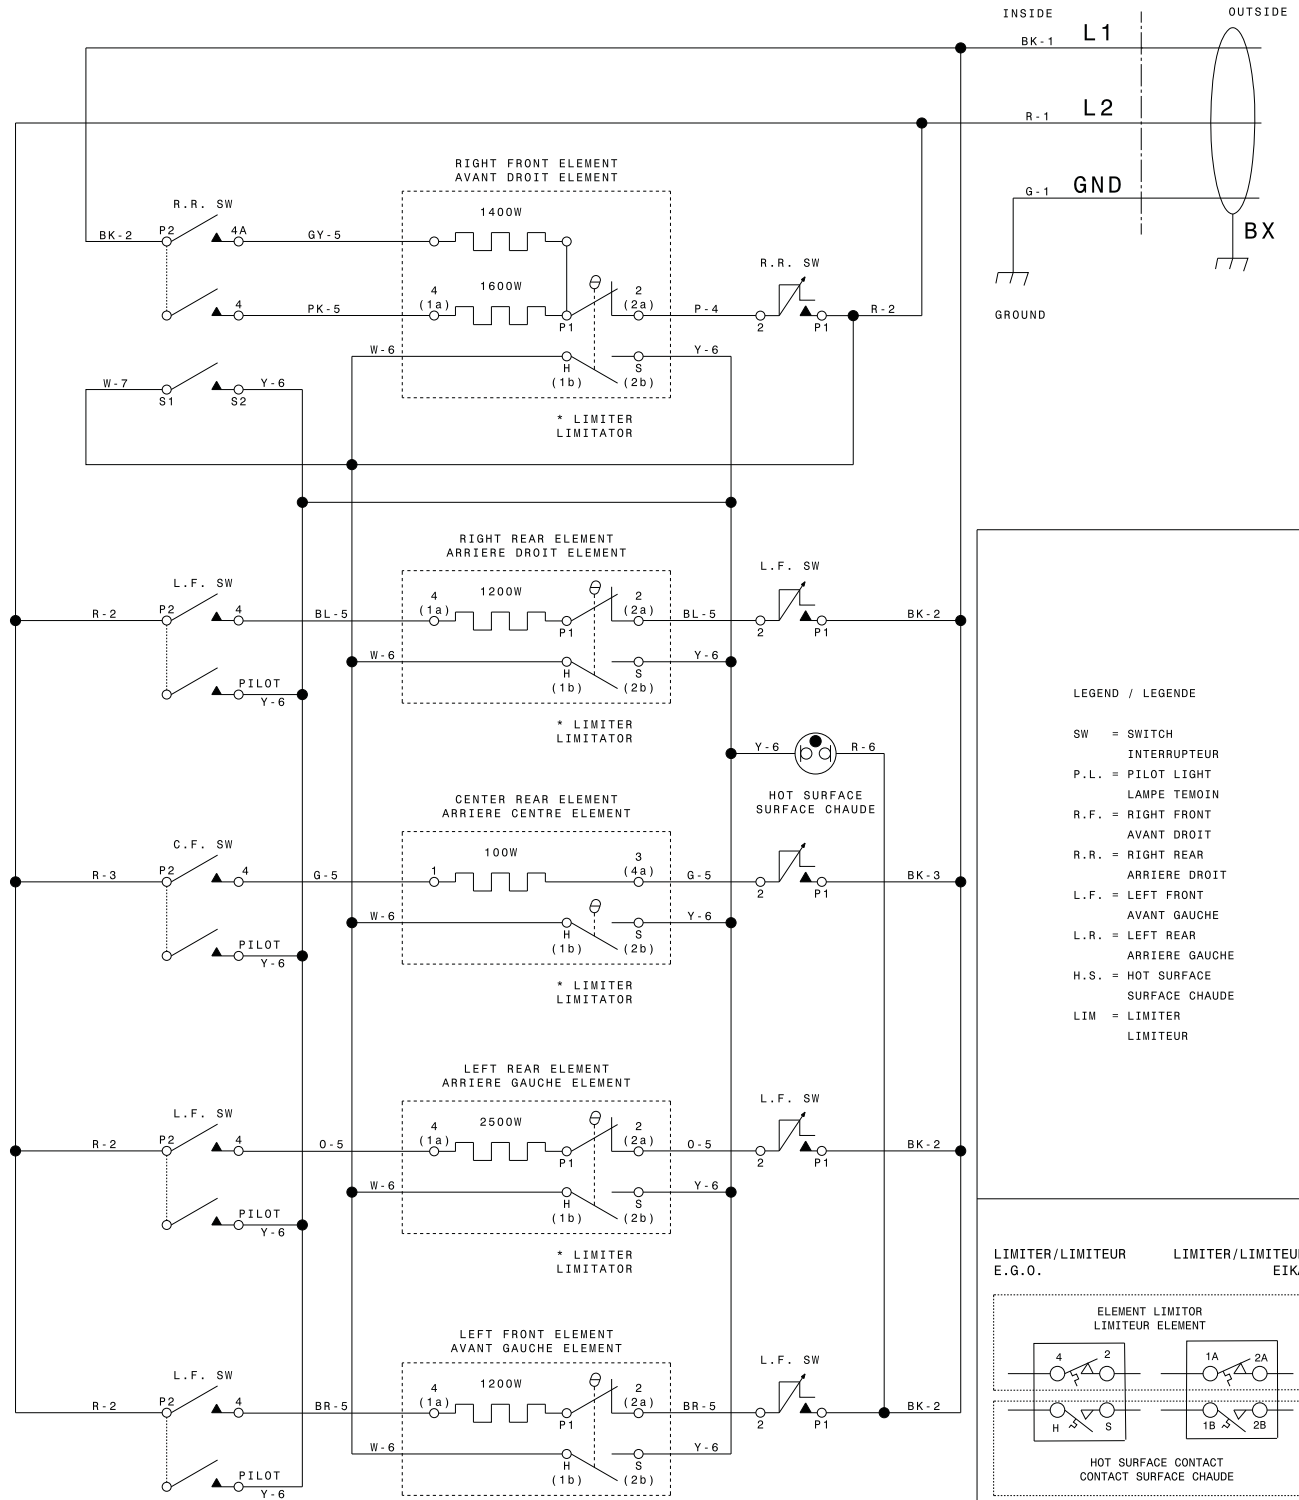 INSIDE
OUTSIDE
BK-1
L1
R-1
L2
G-1
GND
BX
GROUND
RIGHT FRONT ELEMENT
AVANT DROIT ELEMENT
R.R. SW
1400W
BK-2
P2
4A
GY-5
R.R. SW
4
4
(1a)
1600W
2
(2a)
PK-5
P1
P-4
2
P1
R-2
W-6
H
(1b)
S
(2b)
Y-6
W-7
S1
S2
Y-6
* LIMITER
LIMITATOR
RIGHT REAR ELEMENT
ARRIERE DROIT ELEMENT
L.F. SW
L.F. SW
R-2
P2
4
BL-5
4
(1a)
1200W
P1
2
(2a)
BL-5
2
P1
BK-2
W-6
H
(1b)
S
(2b)
Y-6
PILOT
Y-6
* LIMITER
LIMITATOR
Y-6
R-6
HOT SURFACE
SURFACE CHAUDE
CENTER REAR ELEMENT
ARRIERE CENTRE ELEMENT
C.F. SW
R-3
P2
4
G-5
1
100W
3
(4a)
G-5
2
P1
BK-3
W-6
H
(1b)
S
(2b)
Y-6
PILOT
Y-6
* LIMITER
LIMITATOR
LEFT REAR ELEMENT
ARRIERE GAUCHE ELEMENT
L.F. SW
L.F. SW
R-2
P2
4
O-5
4
(1a)
2500W
P1
2
(2a)
O-5
2
P1
BK-2
W-6
H
(1b)
S
(2b)
Y-6
PILOT
Y-6
* LIMITER
LIMITATOR
LEFT FRONT ELEMENT
AVANT GAUCHE ELEMENT
L.F. SW
L.F. SW
R-2
P2
4
BR-5
4
(1a)
1200W
P1
2
(2a)
BR-5
2
P1
BK-2
W-6
H
(1b)
S
(2b)
Y-6
PILOT
Y-6
LEGEND / LEGENDE
SW = SWITCH
INTERRUPTEUR
P.L. = PILOT LIGHT
LAMPE TEMOIN
R.F. = RIGHT FRONT
AVANT DROIT
R.R. = RIGHT REAR
ARRIERE DROIT
L.F. = LEFT FRONT
AVANT GAUCHE
L.R. = LEFT REAR
ARRIERE GAUCHE
H.S. = HOT SURFACE
SURFACE CHAUDE
LIM = LIMITER
LIMITEUR
LIMITER/LIMITEUR
E.G.O.
LIMITER/LIMITEU
EIK
ELEMENT LIMITOR
LIMITEUR ELEMENT
4
2
1A
2A
H
S
1B
2B
HOT SURFACE CONTACT
CONTACT SURFACE CHAUDE